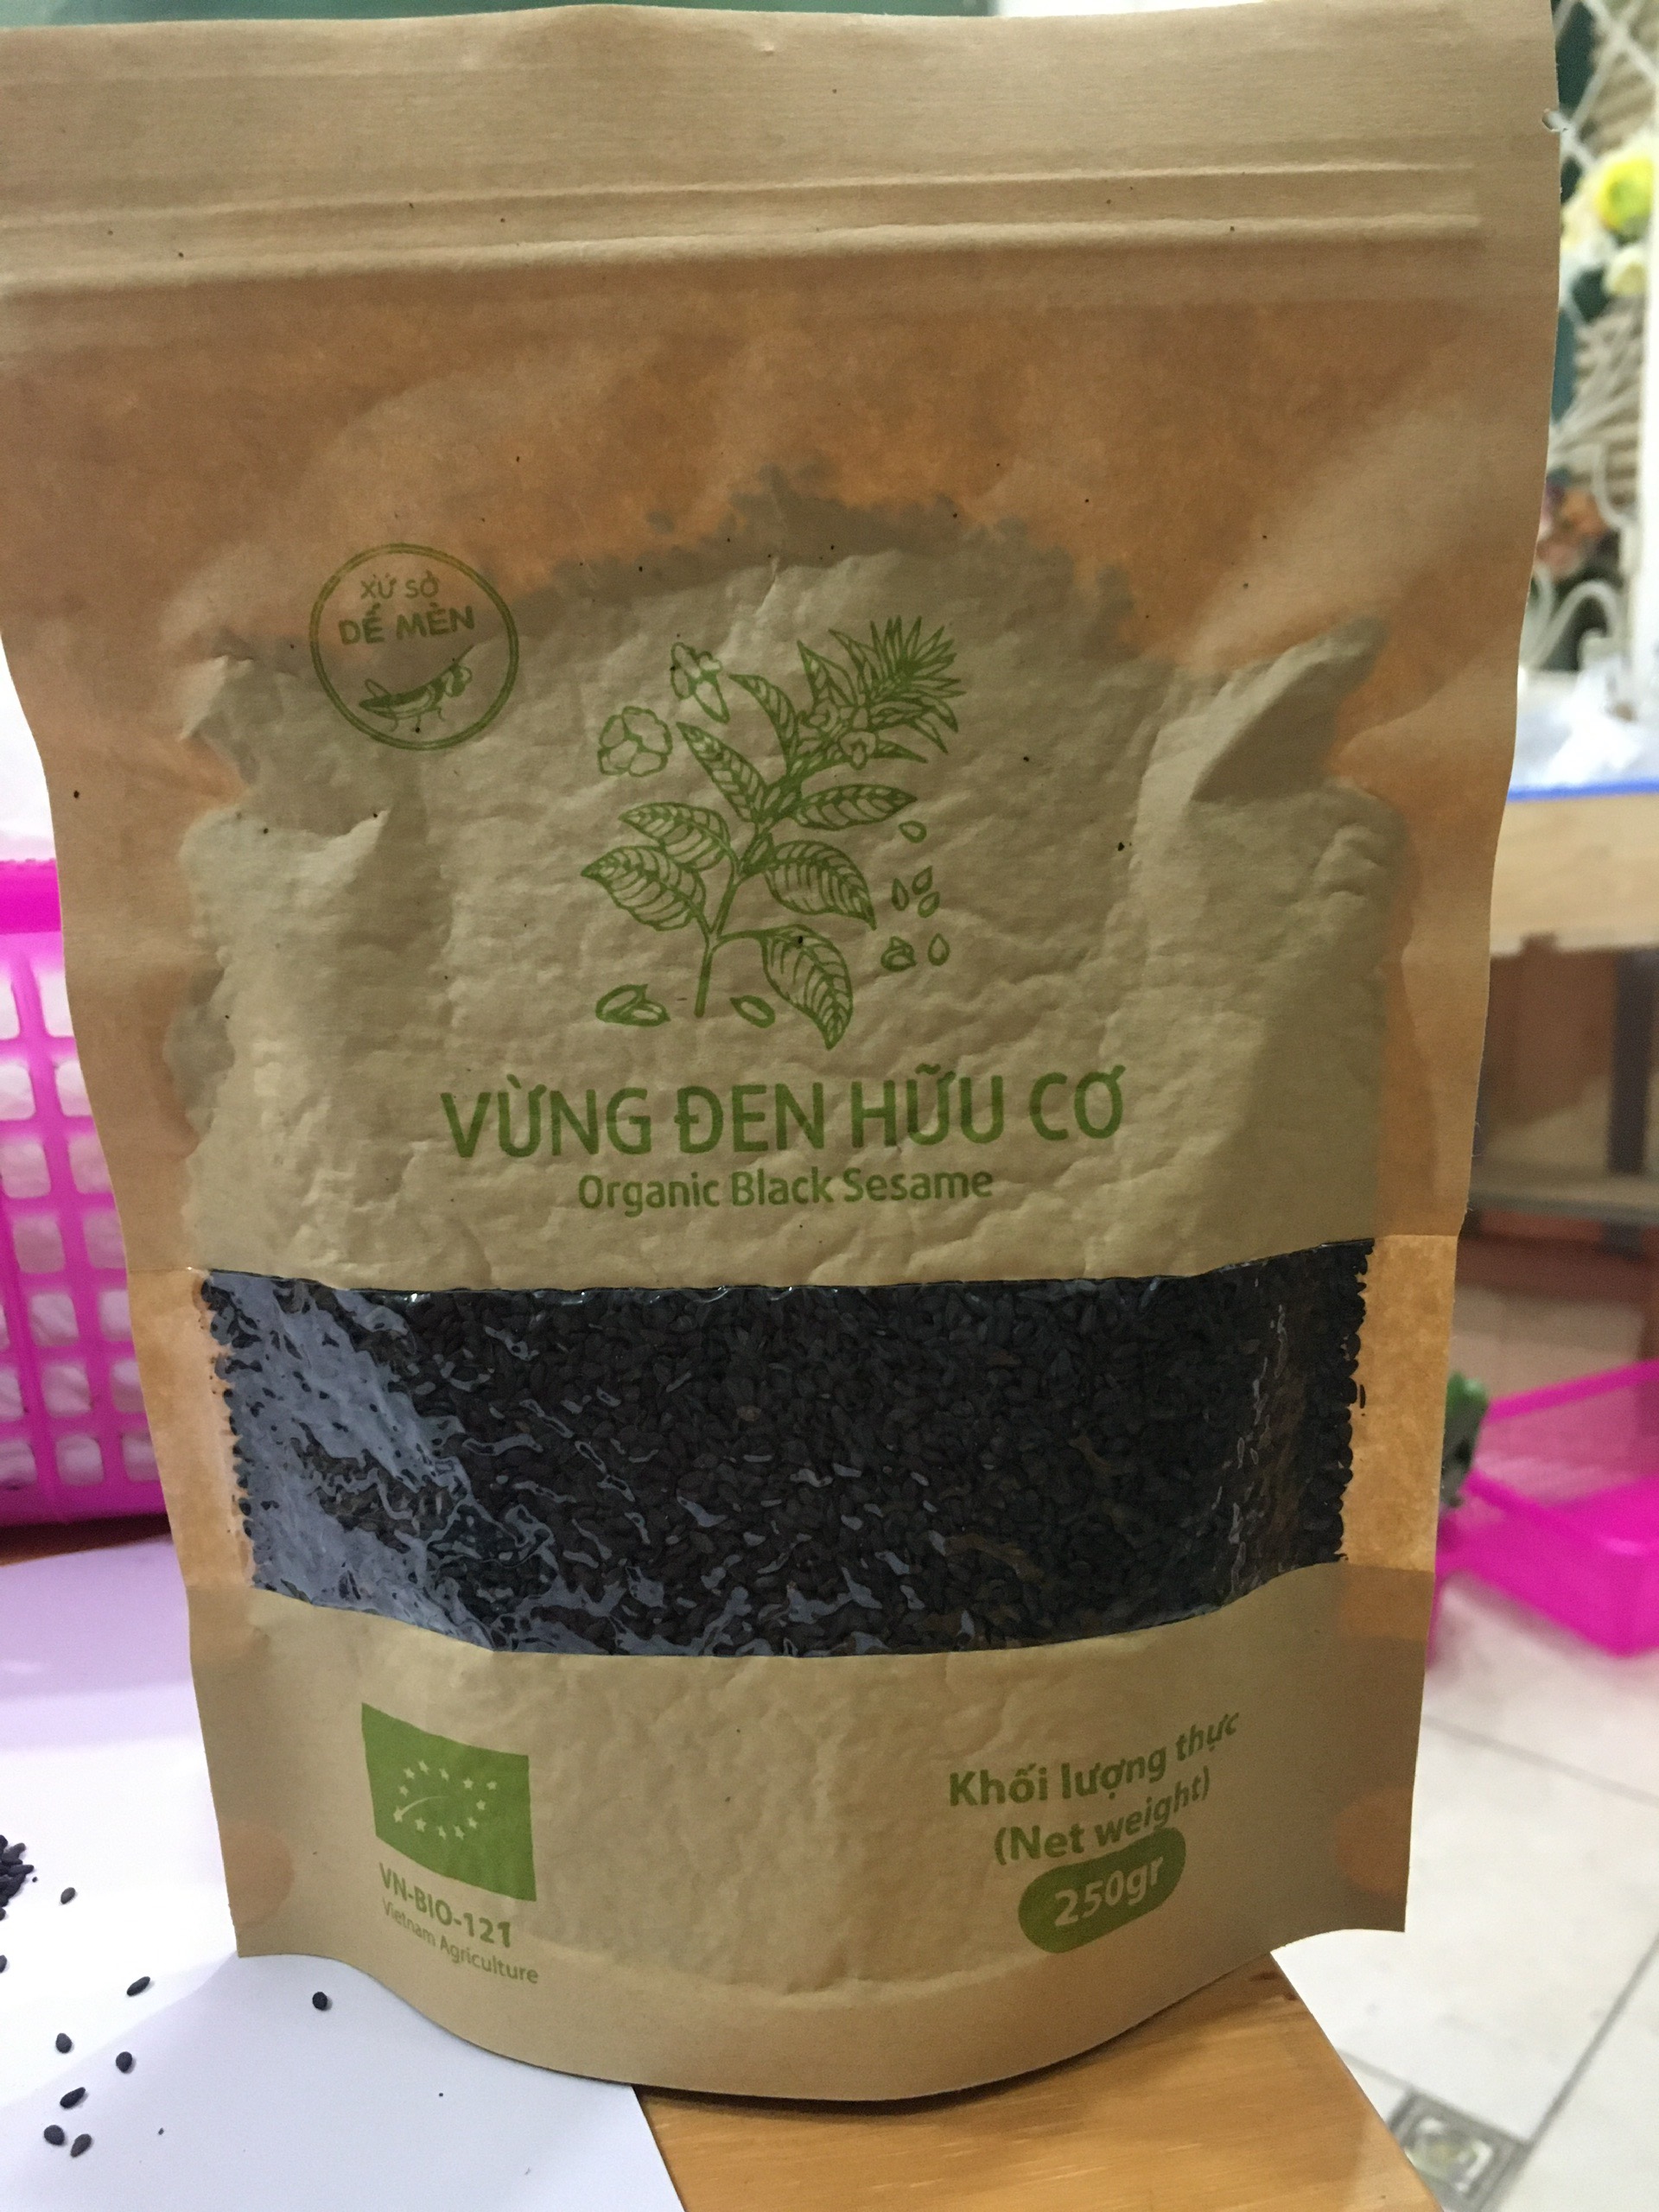 XỨ SỞ
DẾ MÈN
VỪNG ĐEN HỮU CƠ
Organic Black Sesame
VN-BIO-121
Vietnam Agriculture
Khối lượng thực
(Net weight)
250gr